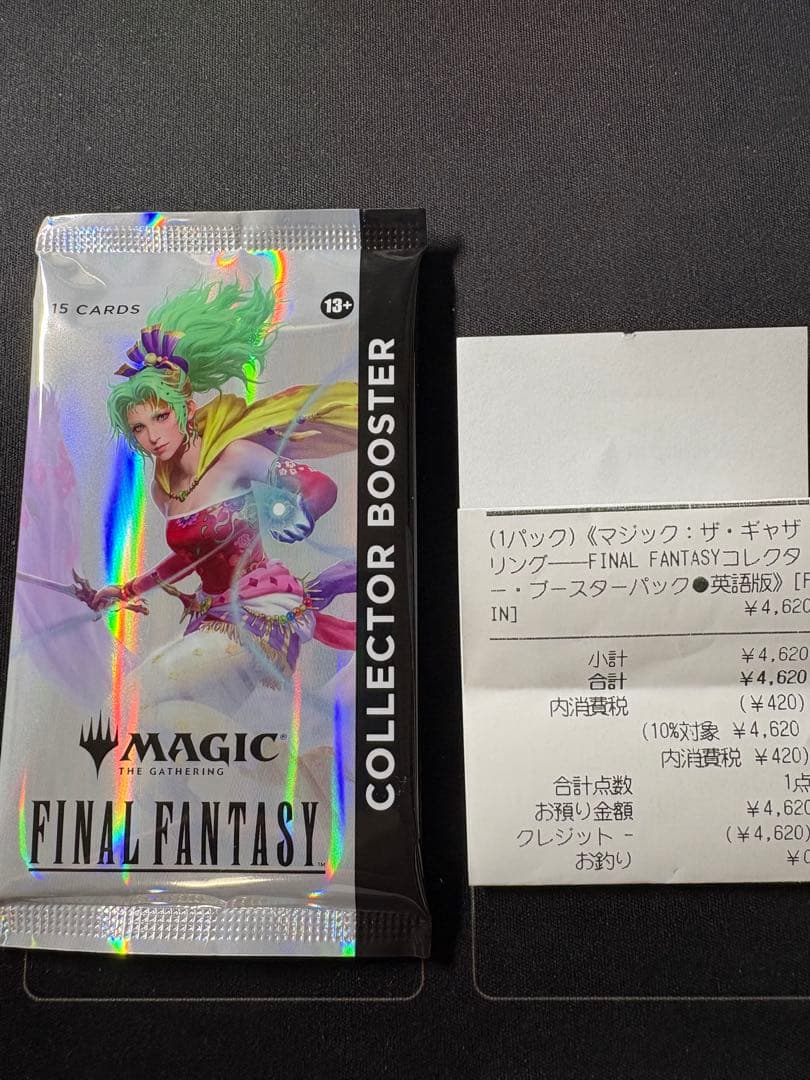 15 CARDS
13+
COLLECTOR BOOSTER
MAGIC
THE GATHERING
FINAL FANTASY
(1パック)《マジック：ザ・ギャザ
リング――FINAL FANTASYコレクタ
ー・ブースターパック●英語版》[F
IN]
¥4,620
小計 ¥4,620
合計 ¥4,620
内消費税 (¥420)
(10%対象 ¥4,620
内消費税 ¥420)
合計点数 1点
お預り金額 ¥4,620
クレジット - (¥4,620)
お釣り ¥0